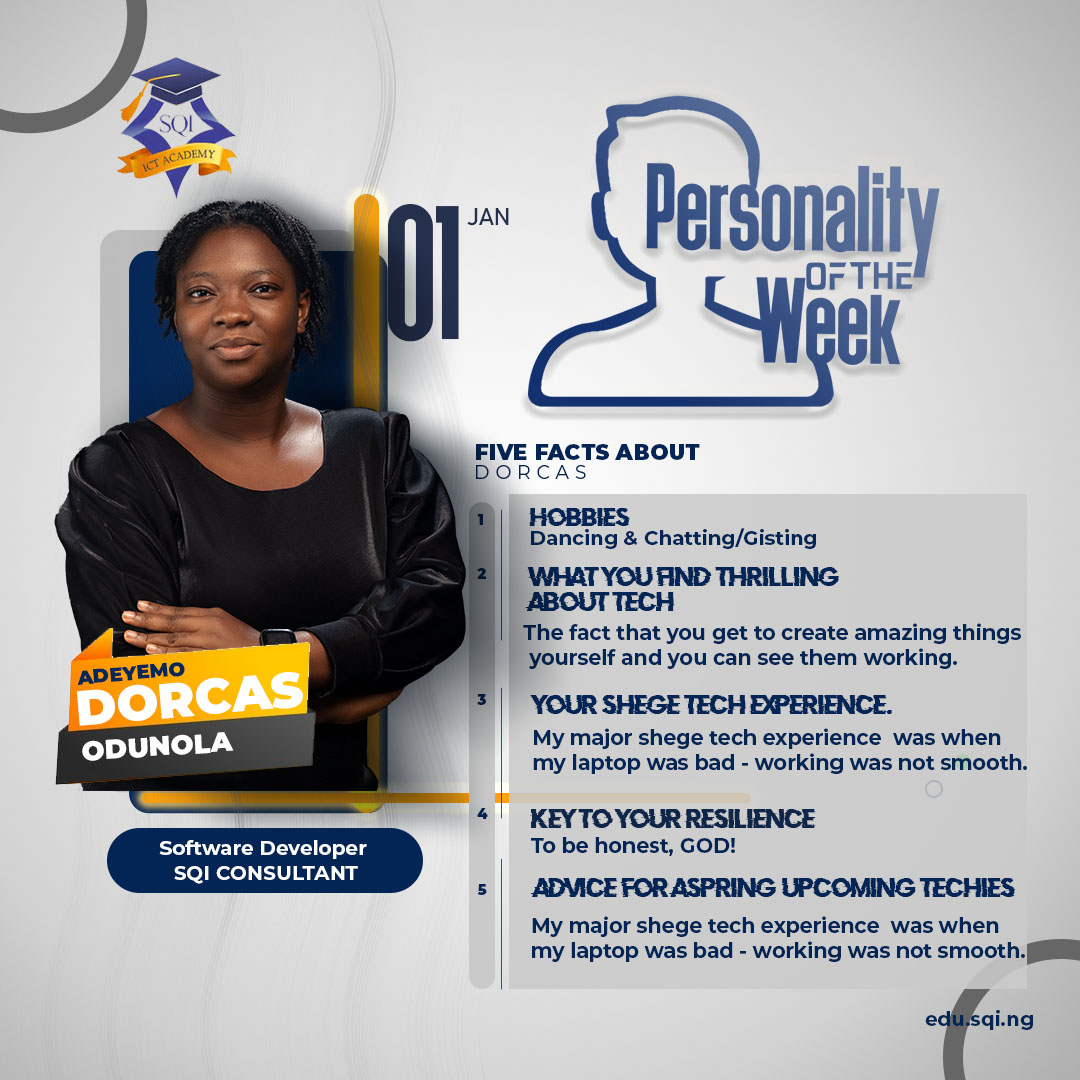 SQI
ICT ACADEMY
01 JAN
Personality
OF THE
Week
FIVE FACTS ABOUT
DORCAS
1
HOBBIES
Dancing & Chatting/Gisting
2
WHAT YOU FIND THRILLING
ABOUT TECH
The fact that you get to create amazing things
yourself and you can see them working.
3
YOUR SHEGE TECH EXPERIENCE.
My major shege tech experience was when
my laptop was bad - working was not smooth.
4
KEY TO YOUR RESILIENCE
To be honest, GOD!
5
ADVICE FOR ASPRING UPCOMING TECHIES
My major shege tech experience was when
my laptop was bad - working was not smooth.
ADEYEMO
DORCAS
ODUNOLA
Software Developer
SQI CONSULTANT
edu.sqi.ng